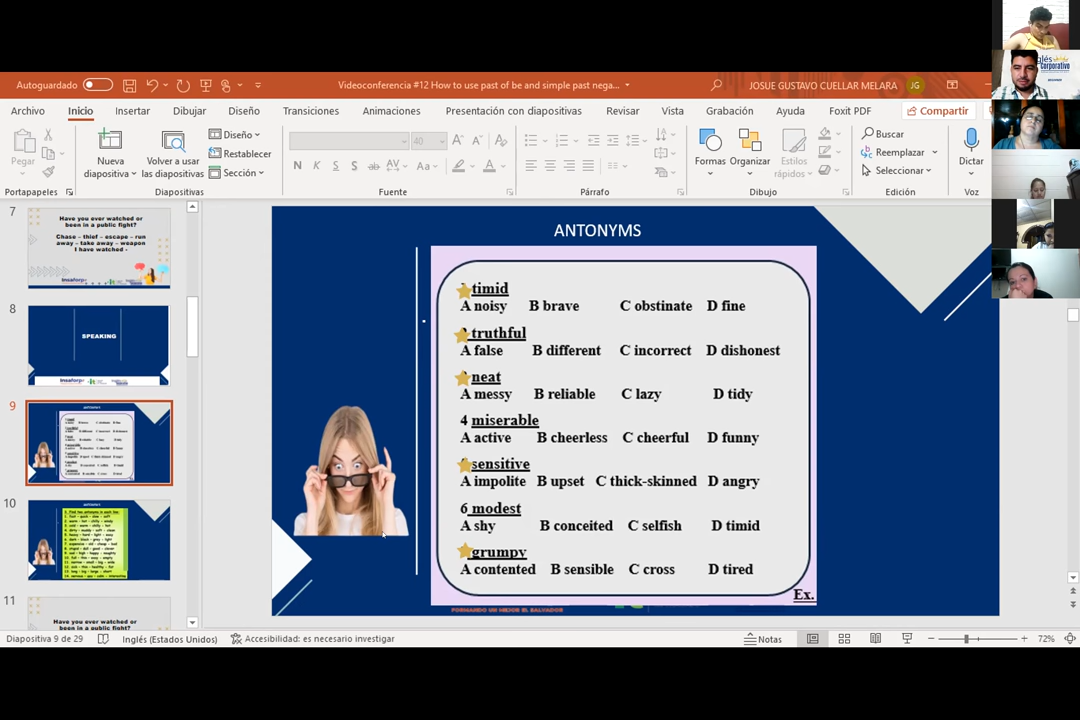 Autoguardado
Videoconferencia #12 How to use past of be and simple past nega...
JOSUE GUSTAVO CUELLAR MELARA
JG
Archivo Inicio Insertar Dibujar Diseño Transiciones Animaciones Presentación con diapositivas Revisar Vista Grabación Ayuda Foxit PDF Compartir
Pegar
Nueva diapositiva
Volver a usar las diapositivas
Diseño
Restablecer
Sección
40
Formas
Organizar
Estilos rápidos
Buscar
Reemplazar
Seleccionar
Dictar
Portapapeles Diapositivas Fuente Párrafo Dibujo Edición Voz
7
Have you ever watched or
been in a public fight?
Chase – thief – escape – run
away – take away – weapon
I have watched -
8
SPEAKING
9
10
11
Have you ever watched or
ANTONYMS
timid
A noisy B brave C obstinate D fine
truthful
A false B different C incorrect D dishonest
neat
A messy B reliable C lazy D tidy
4 miserable
A active B cheerless C cheerful D funny
sensitive
A impolite B upset C thick-skinned D angry
6 modest
A shy B conceited C selfish D timid
grumpy
A contented B sensible C cross D tired
Ex.
FORMANDO UN MEJOR EL SALVADOR
Diapositiva 9 de 29 Inglés (Estados Unidos) Accesibilidad: es necesario investigar Notas 72%